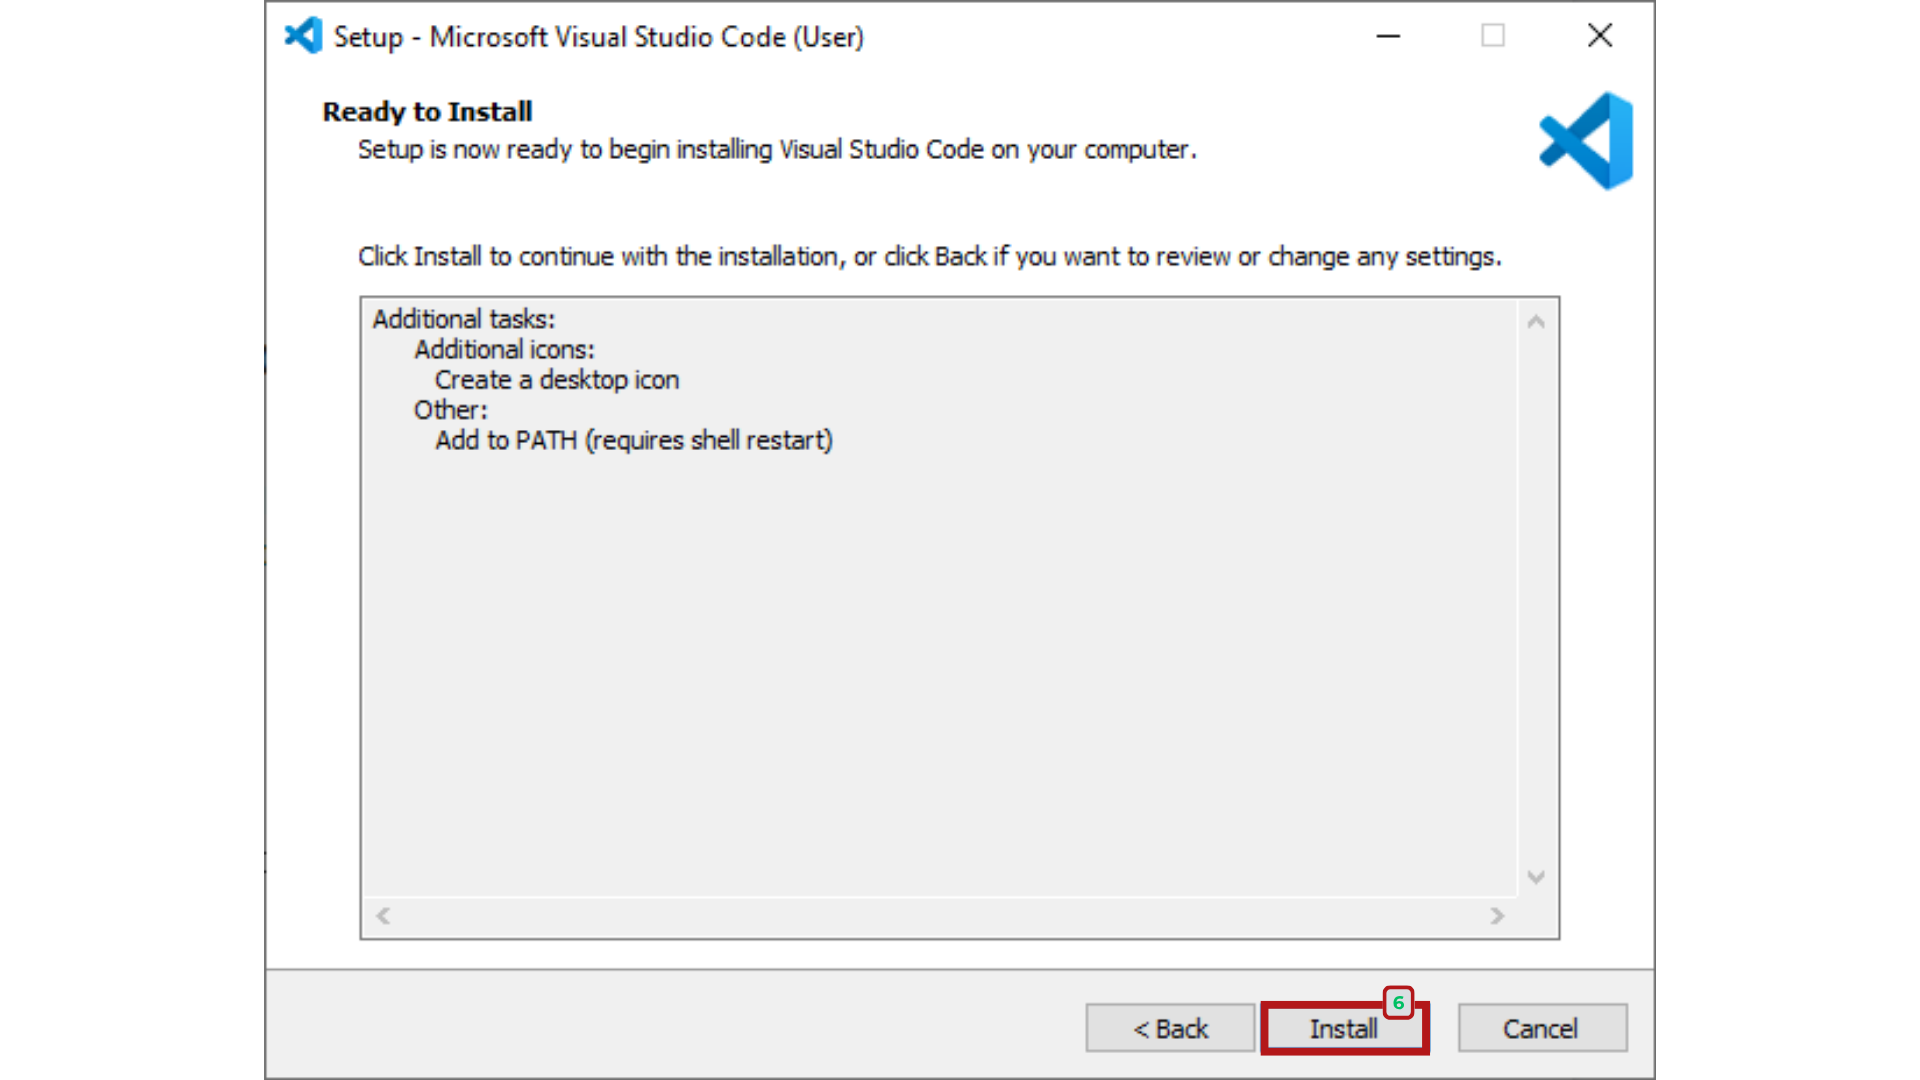 Setup - Microsoft Visual Studio Code (User)
Ready to Install
Setup is now ready to begin installing Visual Studio Code on your computer.
Click Install to continue with the installation, or click Back if you want to review or change any settings.
Additional tasks:
Additional icons:
Create a desktop icon
Other:
Add to PATH (requires shell restart)
6
< Back
Install
Cancel